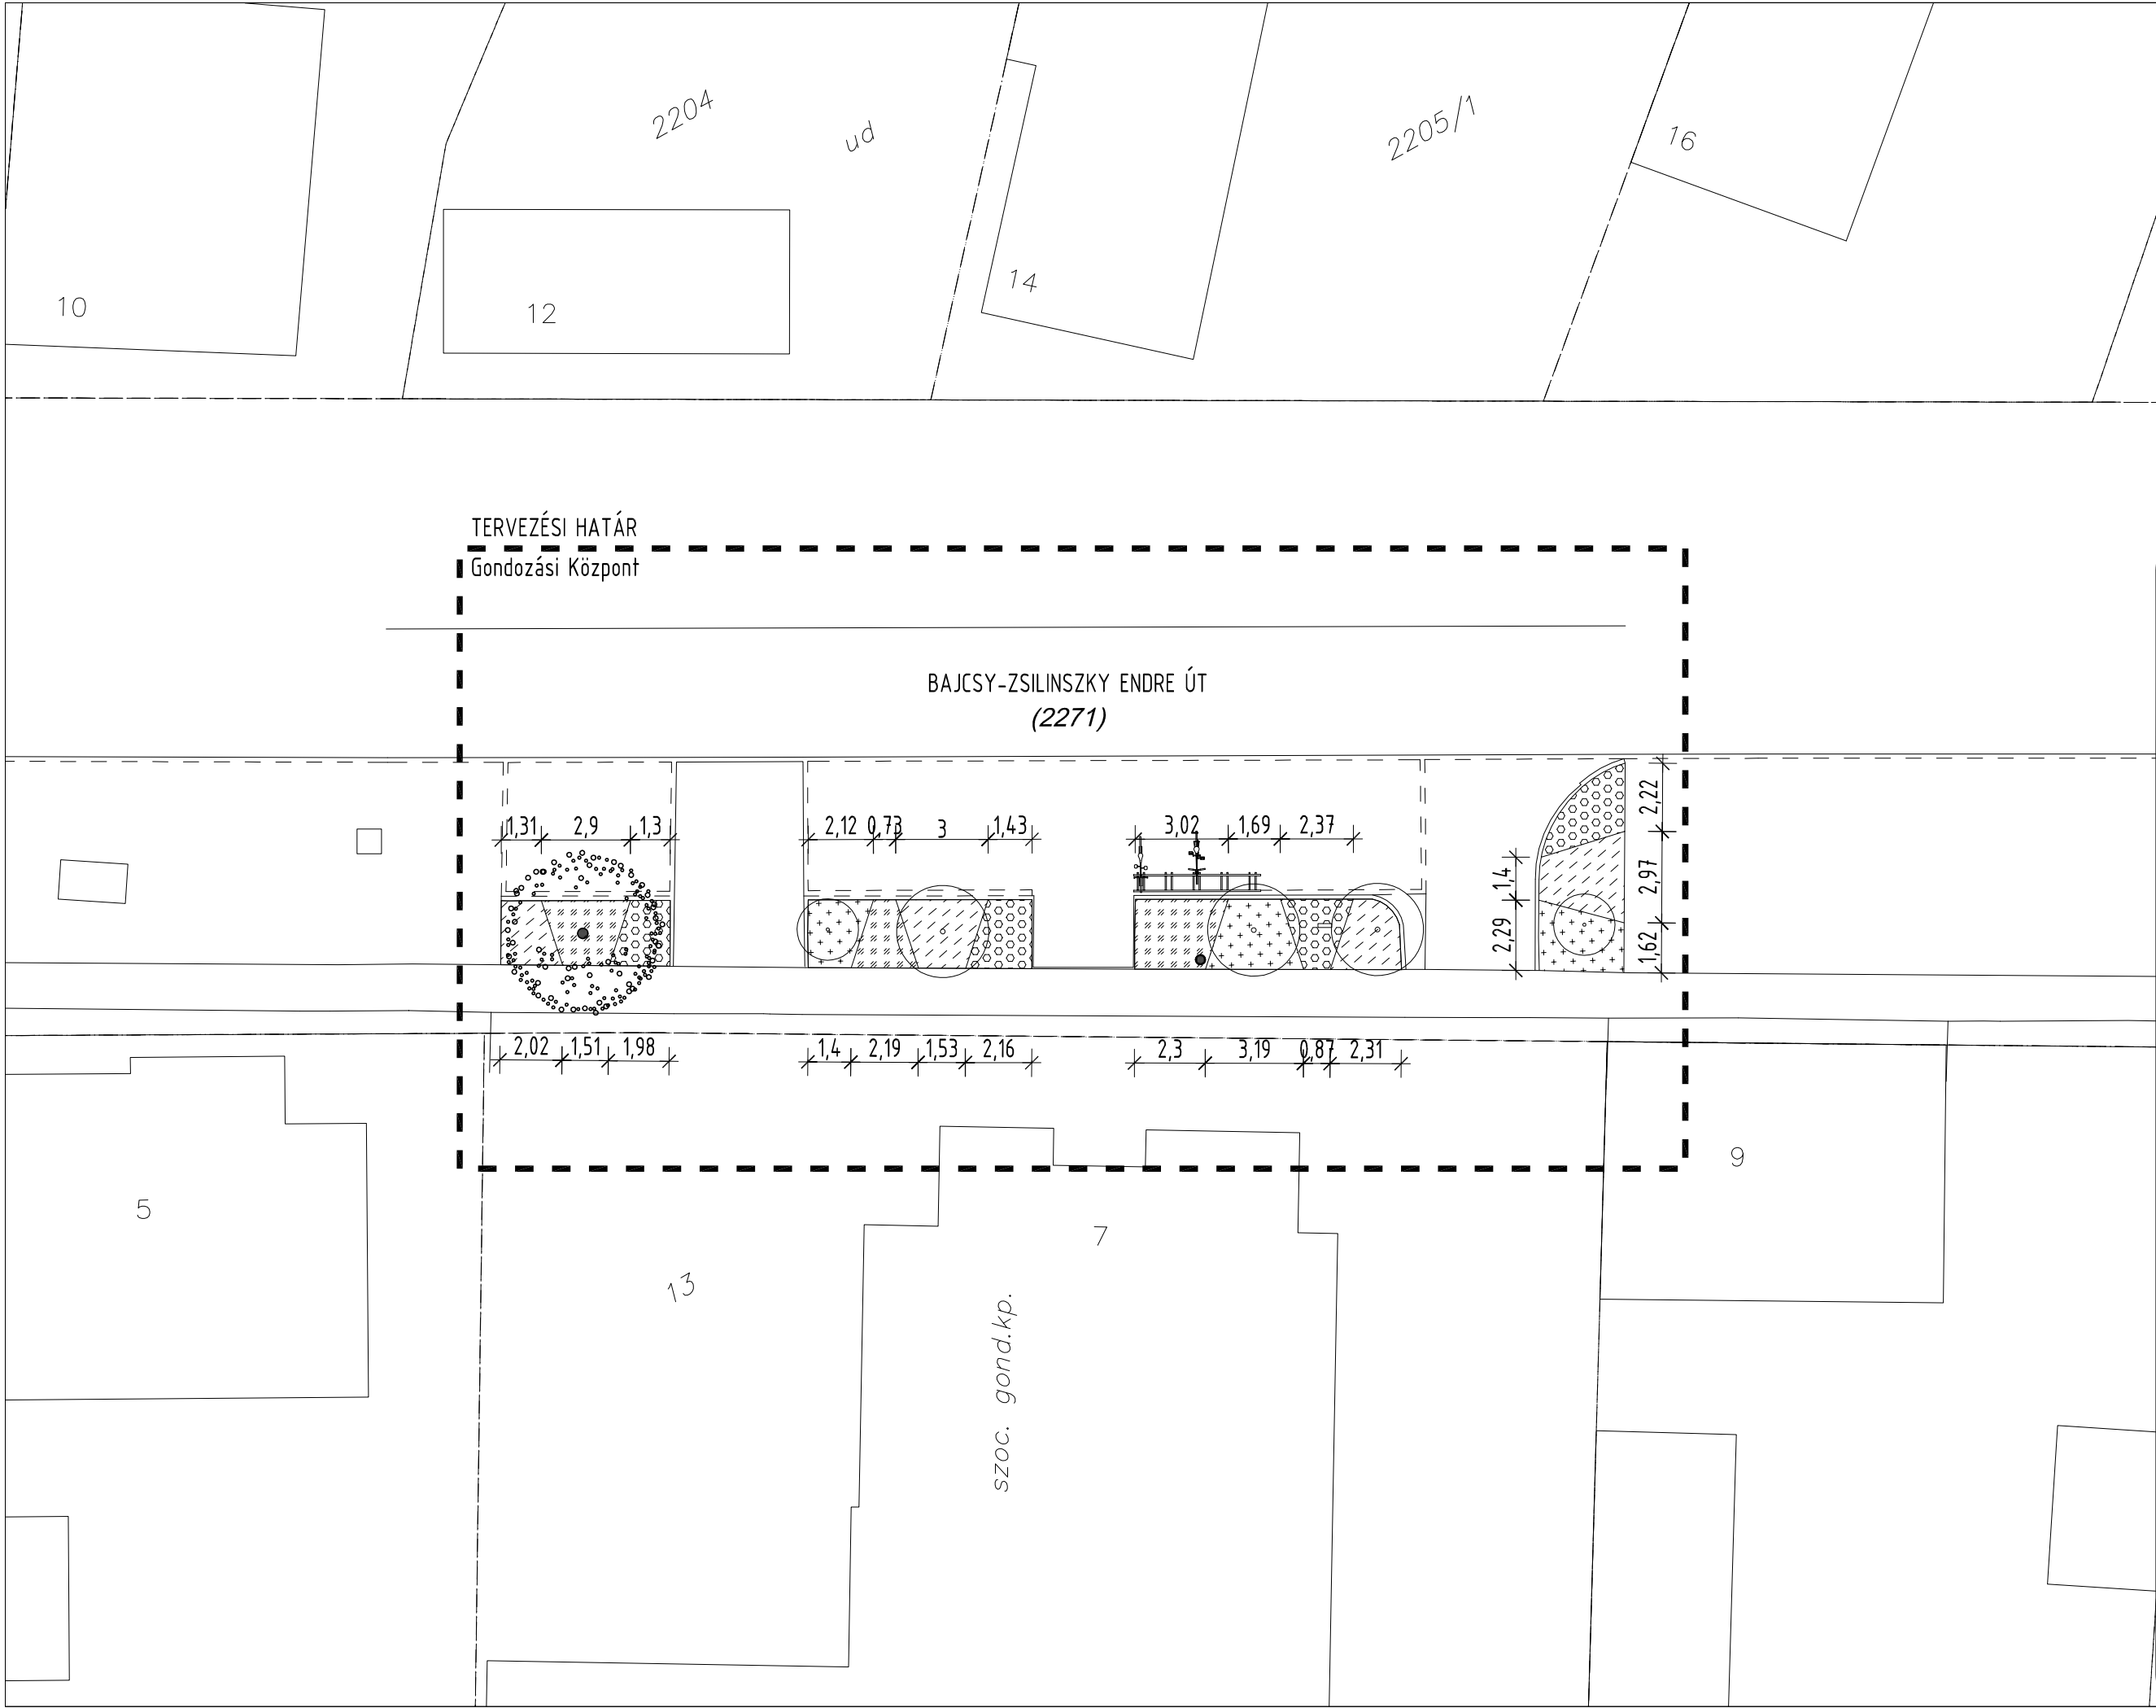 2204
ud
2205/1
16
14
10
12
TERVEZÉSI HATÁR
Gondozási Központ
BAJCSY-ZSILINSZKY ENDRE ÚT
(2271)
1,31 2,9 1,3 2,12 0,73 3 1,43 3,02 1,69 2,37
2,22
2,97
1,62
1,4
2,29
2,02 1,51 1,98 1,4 2,19 1,53 2,16 2,3 3,19 0,87 2,31
5
13
7
9
szoc. gond.kp.